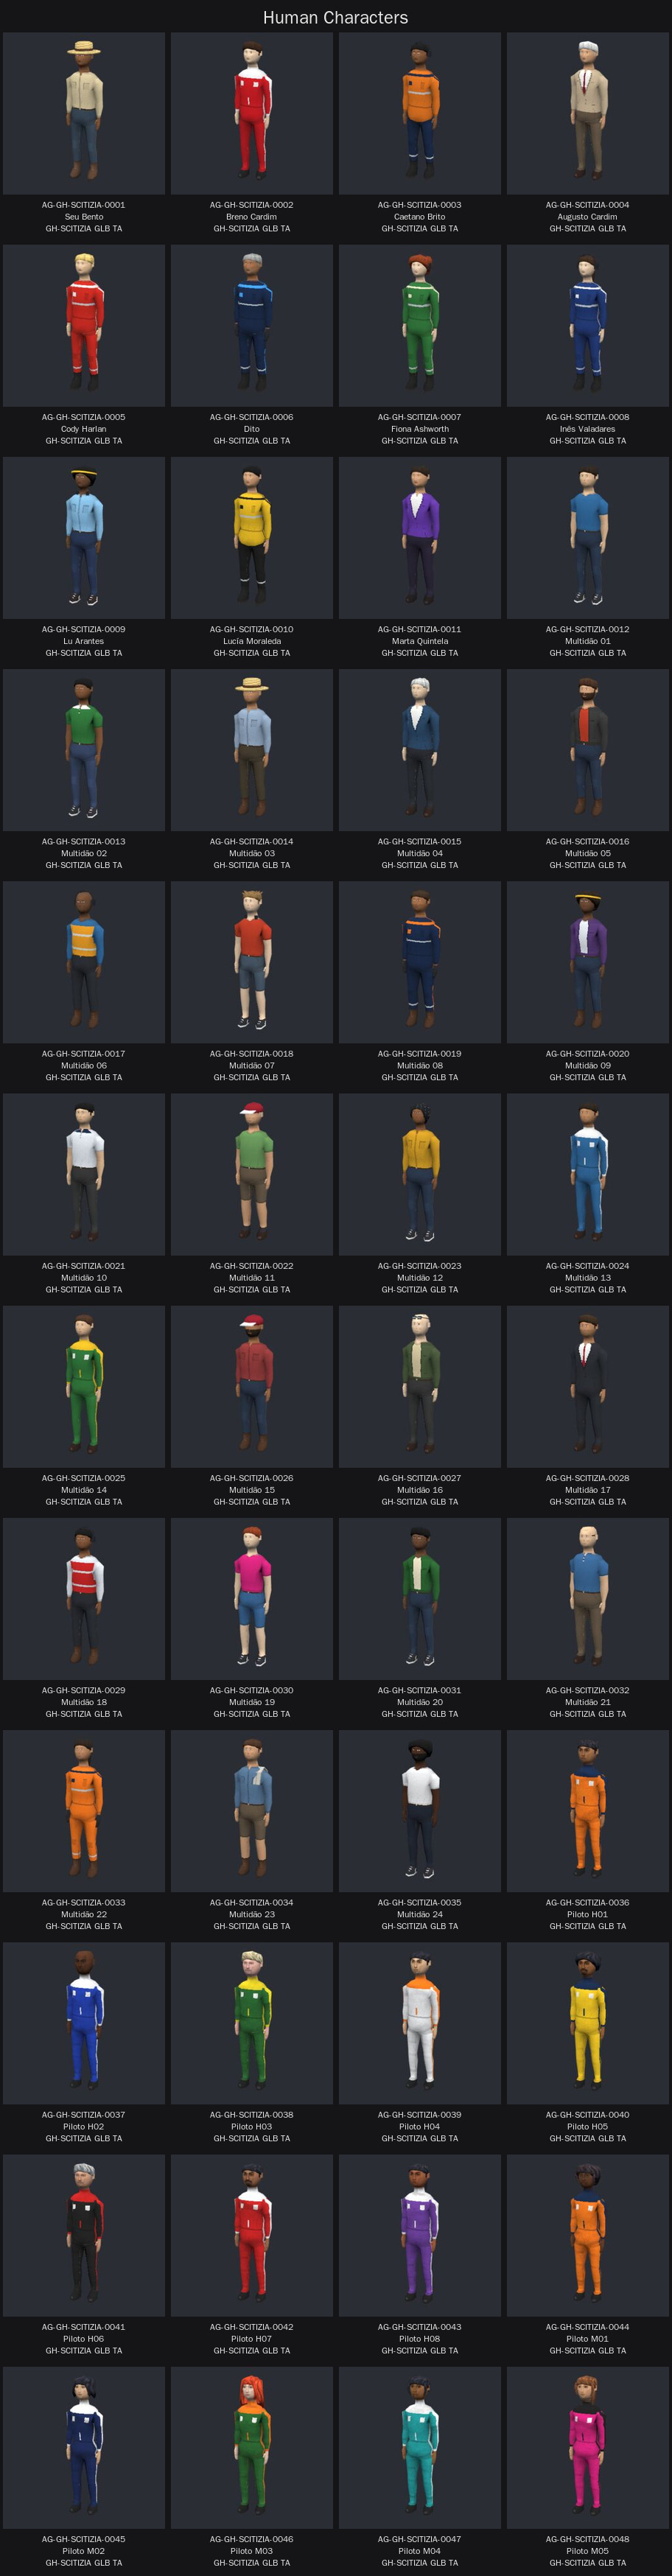 Human Characters
AG-GH-SCITIZIA-0001 AG-GH-SCITIZIA-0002 AG-GH-SCITIZIA-0003 AG-GH-SCITIZIA-0004
Seu Bento Breno Cardim Caetano Brito Augusto Cardim
GH-SCITIZIA GLB TA GH-SCITIZIA GLB TA GH-SCITIZIA GLB TA GH-SCITIZIA GLB TA
AG-GH-SCITIZIA-0005 AG-GH-SCITIZIA-0006 AG-GH-SCITIZIA-0007 AG-GH-SCITIZIA-0008
Cody Harlan Dito Fiona Ashworth Inês Valadares
GH-SCITIZIA GLB TA GH-SCITIZIA GLB TA GH-SCITIZIA GLB TA GH-SCITIZIA GLB TA
AG-GH-SCITIZIA-0009 AG-GH-SCITIZIA-0010 AG-GH-SCITIZIA-0011 AG-GH-SCITIZIA-0012
Lu Arantes Lucía Moraleda Marta Quintela Multidão 01
GH-SCITIZIA GLB TA GH-SCITIZIA GLB TA GH-SCITIZIA GLB TA GH-SCITIZIA GLB TA
AG-GH-SCITIZIA-0013 AG-GH-SCITIZIA-0014 AG-GH-SCITIZIA-0015 AG-GH-SCITIZIA-0016
Multidão 02 Multidão 03 Multidão 04 Multidão 05
GH-SCITIZIA GLB TA GH-SCITIZIA GLB TA GH-SCITIZIA GLB TA GH-SCITIZIA GLB TA
AG-GH-SCITIZIA-0017 AG-GH-SCITIZIA-0018 AG-GH-SCITIZIA-0019 AG-GH-SCITIZIA-0020
Multidão 06 Multidão 07 Multidão 08 Multidão 09
GH-SCITIZIA GLB TA GH-SCITIZIA GLB TA GH-SCITIZIA GLB TA GH-SCITIZIA GLB TA
AG-GH-SCITIZIA-0021 AG-GH-SCITIZIA-0022 AG-GH-SCITIZIA-0023 AG-GH-SCITIZIA-0024
Multidão 10 Multidão 11 Multidão 12 Multidão 13
GH-SCITIZIA GLB TA GH-SCITIZIA GLB TA GH-SCITIZIA GLB TA GH-SCITIZIA GLB TA
AG-GH-SCITIZIA-0025 AG-GH-SCITIZIA-0026 AG-GH-SCITIZIA-0027 AG-GH-SCITIZIA-0028
Multidão 14 Multidão 15 Multidão 16 Multidão 17
GH-SCITIZIA GLB TA GH-SCITIZIA GLB TA GH-SCITIZIA GLB TA GH-SCITIZIA GLB TA
AG-GH-SCITIZIA-0029 AG-GH-SCITIZIA-0030 AG-GH-SCITIZIA-0031 AG-GH-SCITIZIA-0032
Multidão 18 Multidão 19 Multidão 20 Multidão 21
GH-SCITIZIA GLB TA GH-SCITIZIA GLB TA GH-SCITIZIA GLB TA GH-SCITIZIA GLB TA
AG-GH-SCITIZIA-0033 AG-GH-SCITIZIA-0034 AG-GH-SCITIZIA-0035 AG-GH-SCITIZIA-0036
Multidão 22 Multidão 23 Multidão 24 Piloto H01
GH-SCITIZIA GLB TA GH-SCITIZIA GLB TA GH-SCITIZIA GLB TA GH-SCITIZIA GLB TA
AG-GH-SCITIZIA-0037 AG-GH-SCITIZIA-0038 AG-GH-SCITIZIA-0039 AG-GH-SCITIZIA-0040
Piloto H02 Piloto H03 Piloto H04 Piloto H05
GH-SCITIZIA GLB TA GH-SCITIZIA GLB TA GH-SCITIZIA GLB TA GH-SCITIZIA GLB TA
AG-GH-SCITIZIA-0041 AG-GH-SCITIZIA-0042 AG-GH-SCITIZIA-0043 AG-GH-SCITIZIA-0044
Piloto H06 Piloto H07 Piloto H08 Piloto M01
GH-SCITIZIA GLB TA GH-SCITIZIA GLB TA GH-SCITIZIA GLB TA GH-SCITIZIA GLB TA
AG-GH-SCITIZIA-0045 AG-GH-SCITIZIA-0046 AG-GH-SCITIZIA-0047 AG-GH-SCITIZIA-0048
Piloto M02 Piloto M03 Piloto M04 Piloto M05
GH-SCITIZIA GLB TA GH-SCITIZIA GLB TA GH-SCITIZIA GLB TA GH-SCITIZIA GLB TA